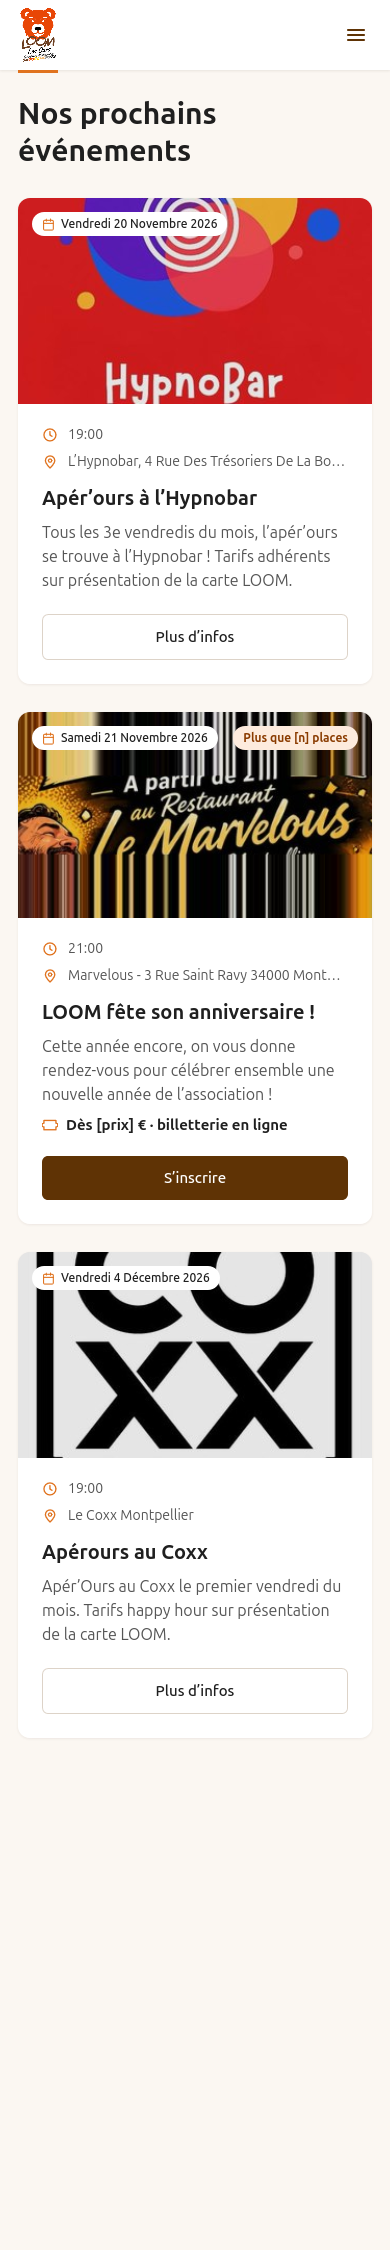 LOOM
Nos prochains
événements
Vendredi 20 Novembre 2026
HypnoBar
19:00
L’Hypnobar, 4 Rue Des Trésoriers De La Bo…
Apér’ours à l’Hypnobar
Tous les 3e vendredis du mois, l’apér’ours
se trouve à l’Hypnobar ! Tarifs adhérents
sur présentation de la carte LOOM.
Plus d’infos
Samedi 21 Novembre 2026
Plus que [n] places
A partir de 21h
au Restaurant
Le Marvelous
21:00
Marvelous - 3 Rue Saint Ravy 34000 Mont…
LOOM fête son anniversaire !
Cette année encore, on vous donne
rendez-vous pour célébrer ensemble une
nouvelle année de l’association !
Dès [prix] € · billetterie en ligne
S’inscrire
Vendredi 4 Décembre 2026
CO
XX
19:00
Le Coxx Montpellier
Apérours au Coxx
Apér’Ours au Coxx le premier vendredi du
mois. Tarifs happy hour sur présentation
de la carte LOOM.
Plus d’infos